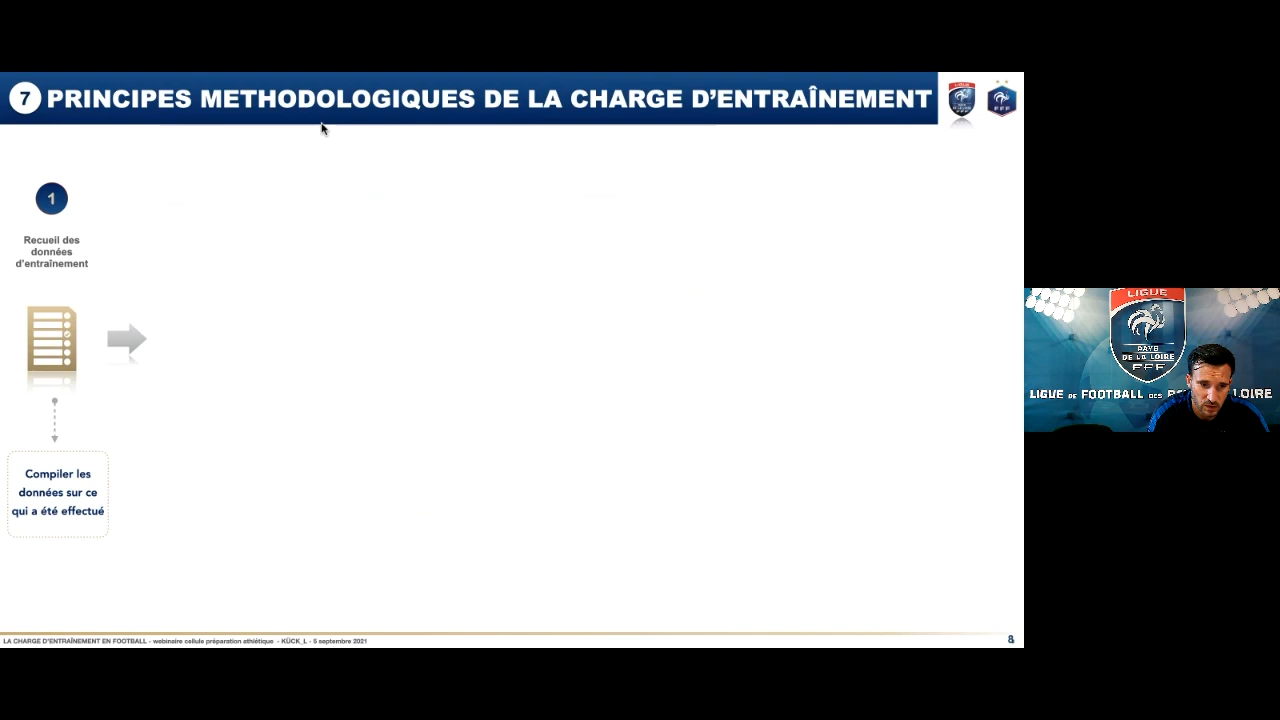 7 PRINCIPES METHODOLOGIQUES DE LA CHARGE D’ENTRAÎNEMENT
FFF
1
Recueil des
données
d’entraînement
Compiler les
données sur ce
qui a été effectué
LA CHARGE D’ENTRAÎNEMENT EN FOOTBALL - webinaire cellule préparation athlétique - KÜCK_L - 5 septembre 2021
8
LIGUE
PAYS
DE LA LOIRE
FFF
LIGUE DE FOOTBALL DES LOIRE